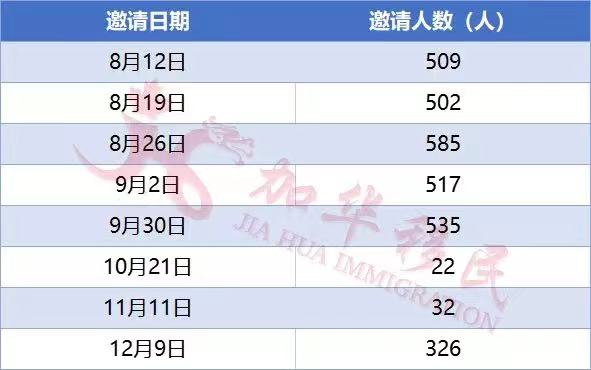 邀请日期 邀请人数（人）
8月12日 509
8月19日 502
8月26日 585
9月2日 517
9月30日 535
10月21日 22
11月11日 32
12月9日 326
加华移民
JIA HUA IMMIGRATION